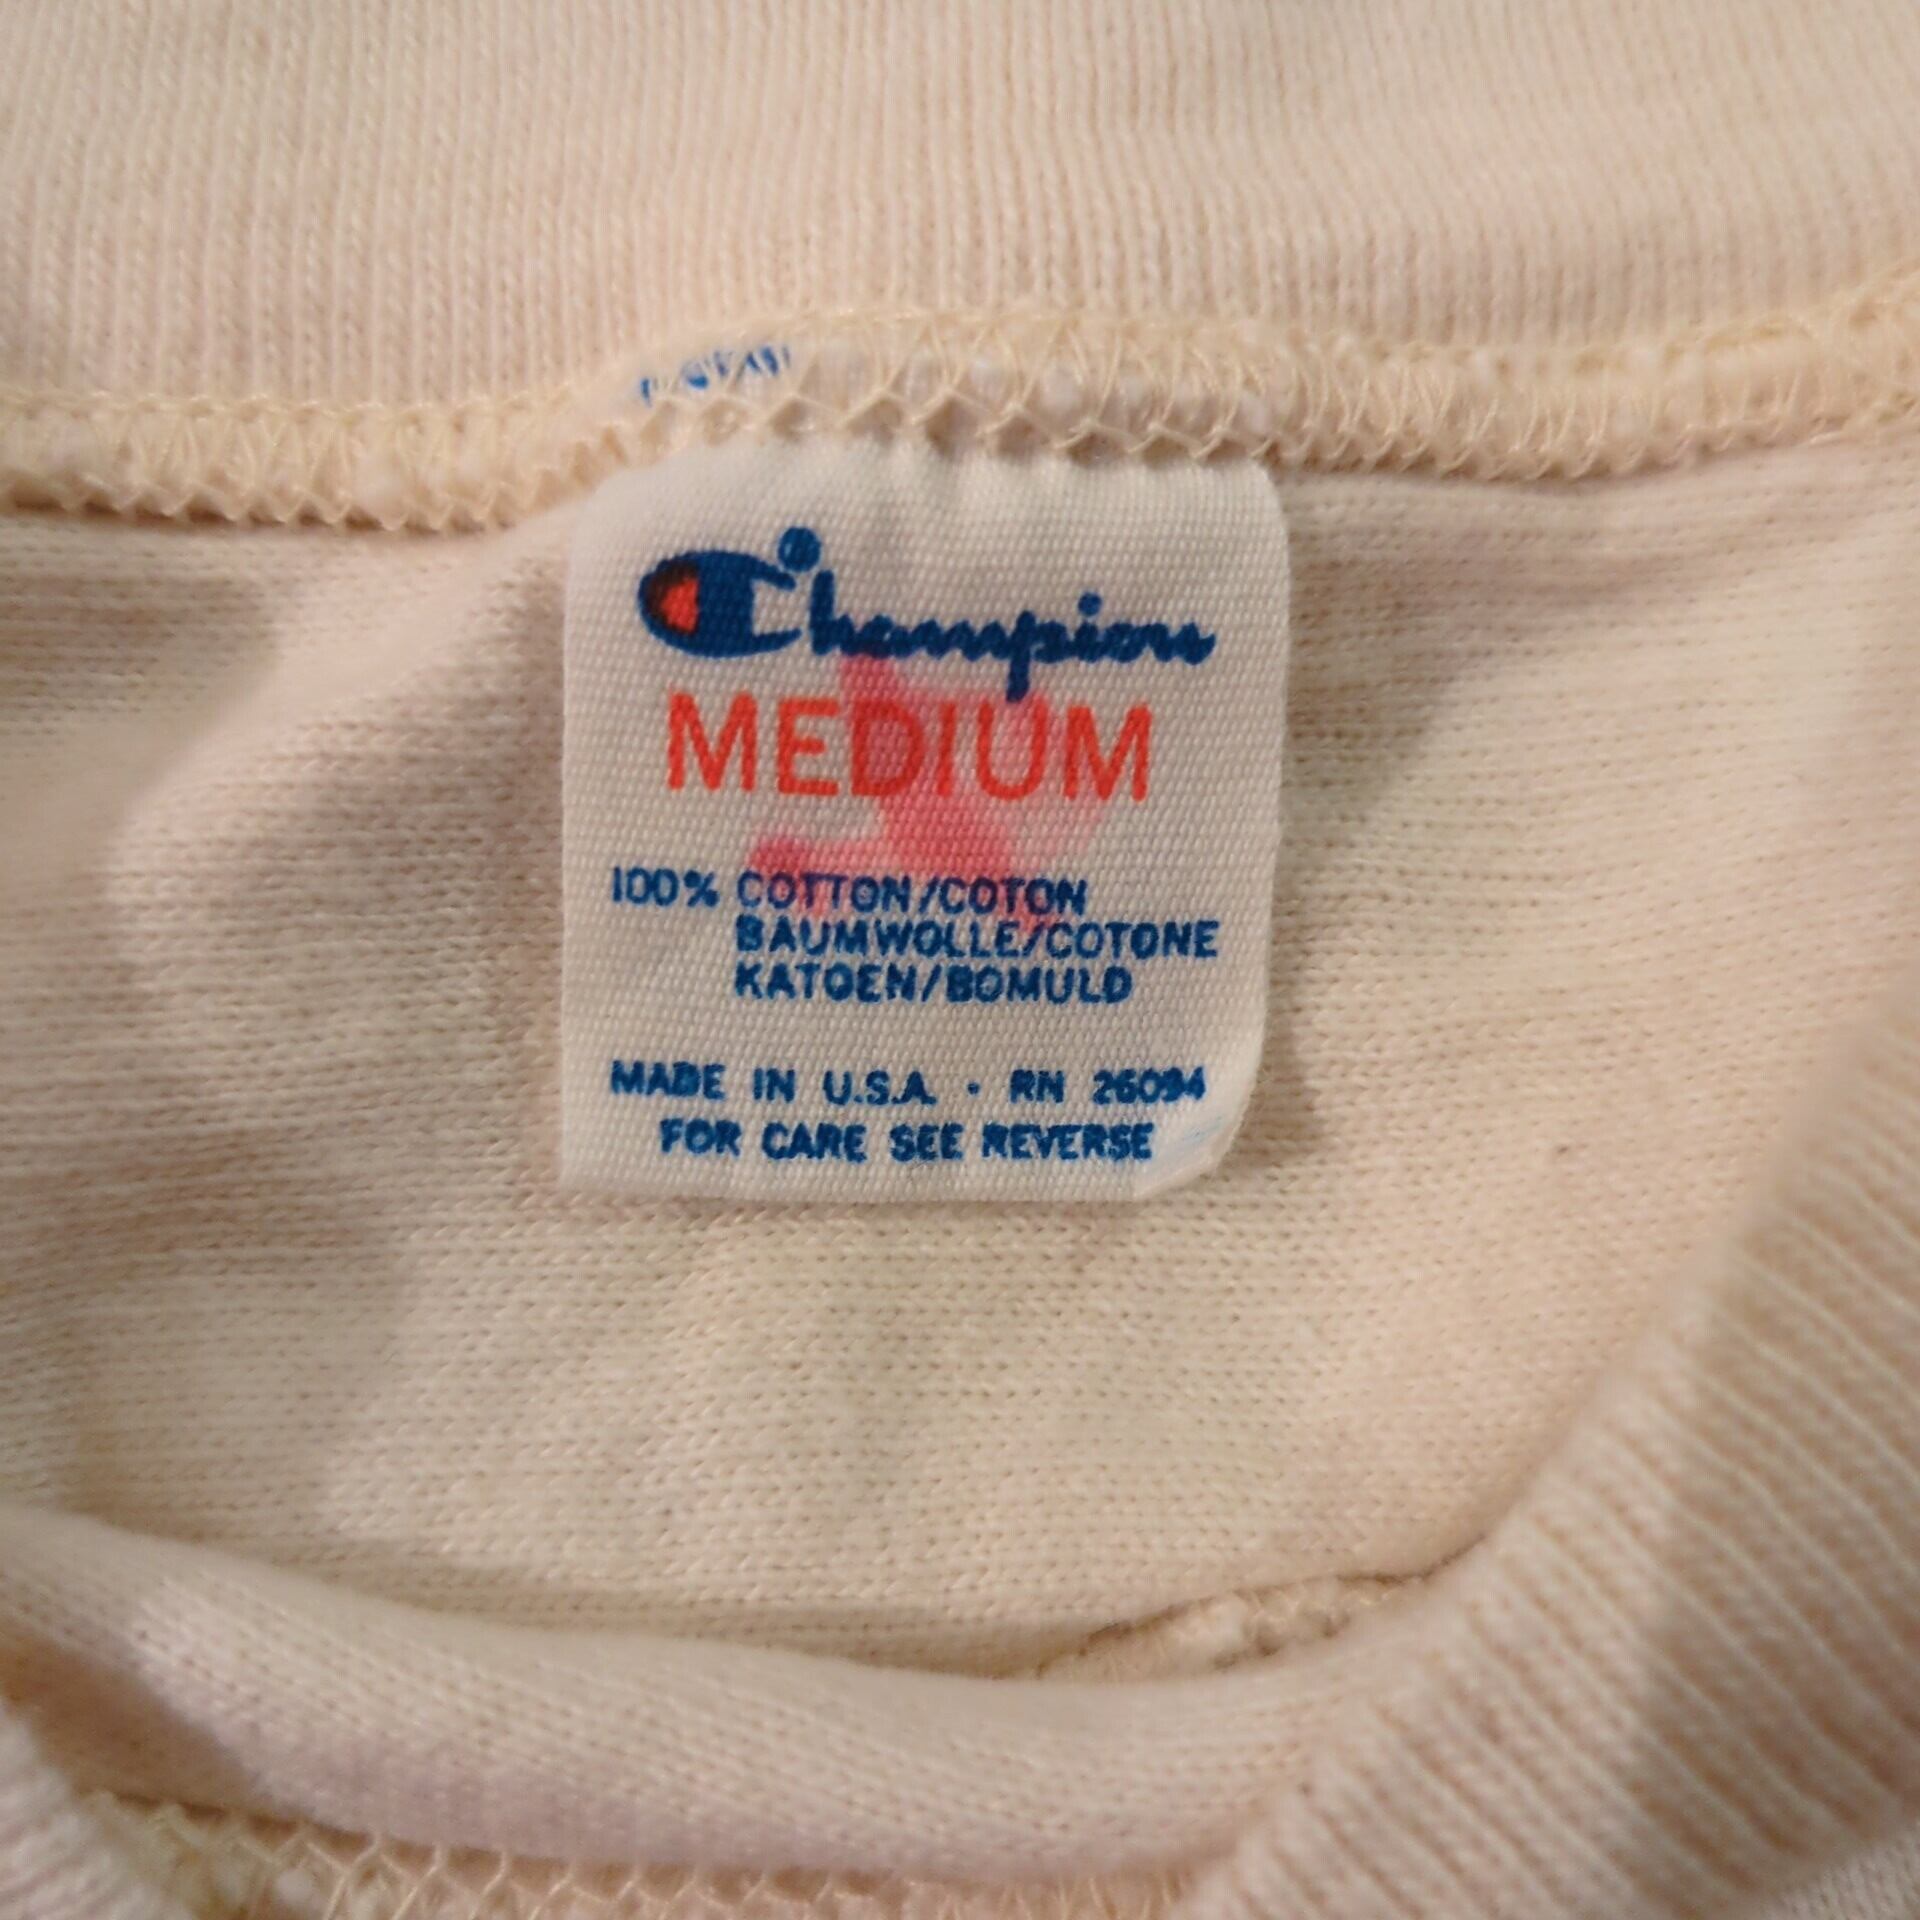 Champion
MEDIUM
100% COTTON/COTON
BAUMWOLLE/COTONE
KATOEN/BOMULD
MADE IN U.S.A. · RN 26094
FOR CARE SEE REVERSE